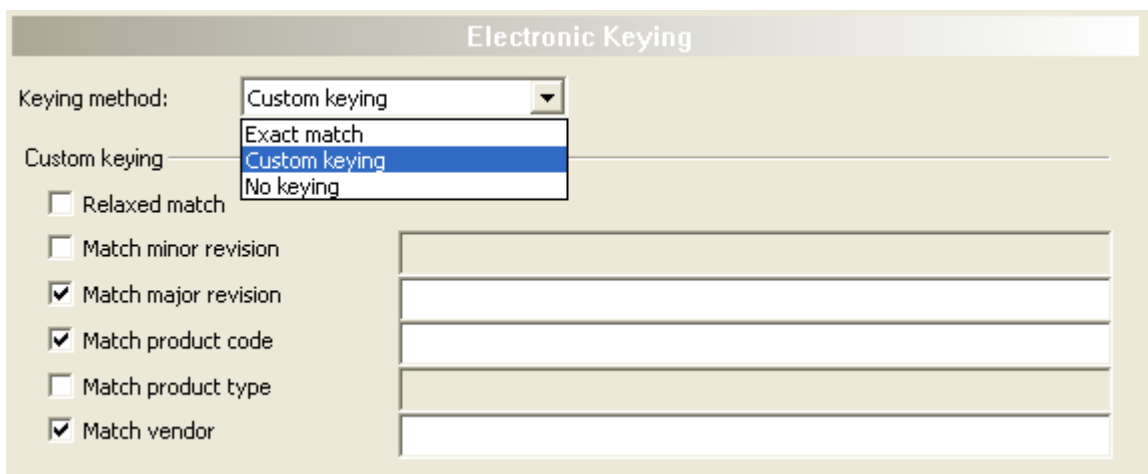 Electronic Keying
Keying method: Custom keying
Exact match
Custom keying Custom keying
No keying
Relaxed match
Match minor revision
Match major revision
Match product code
Match product type
Match vendor